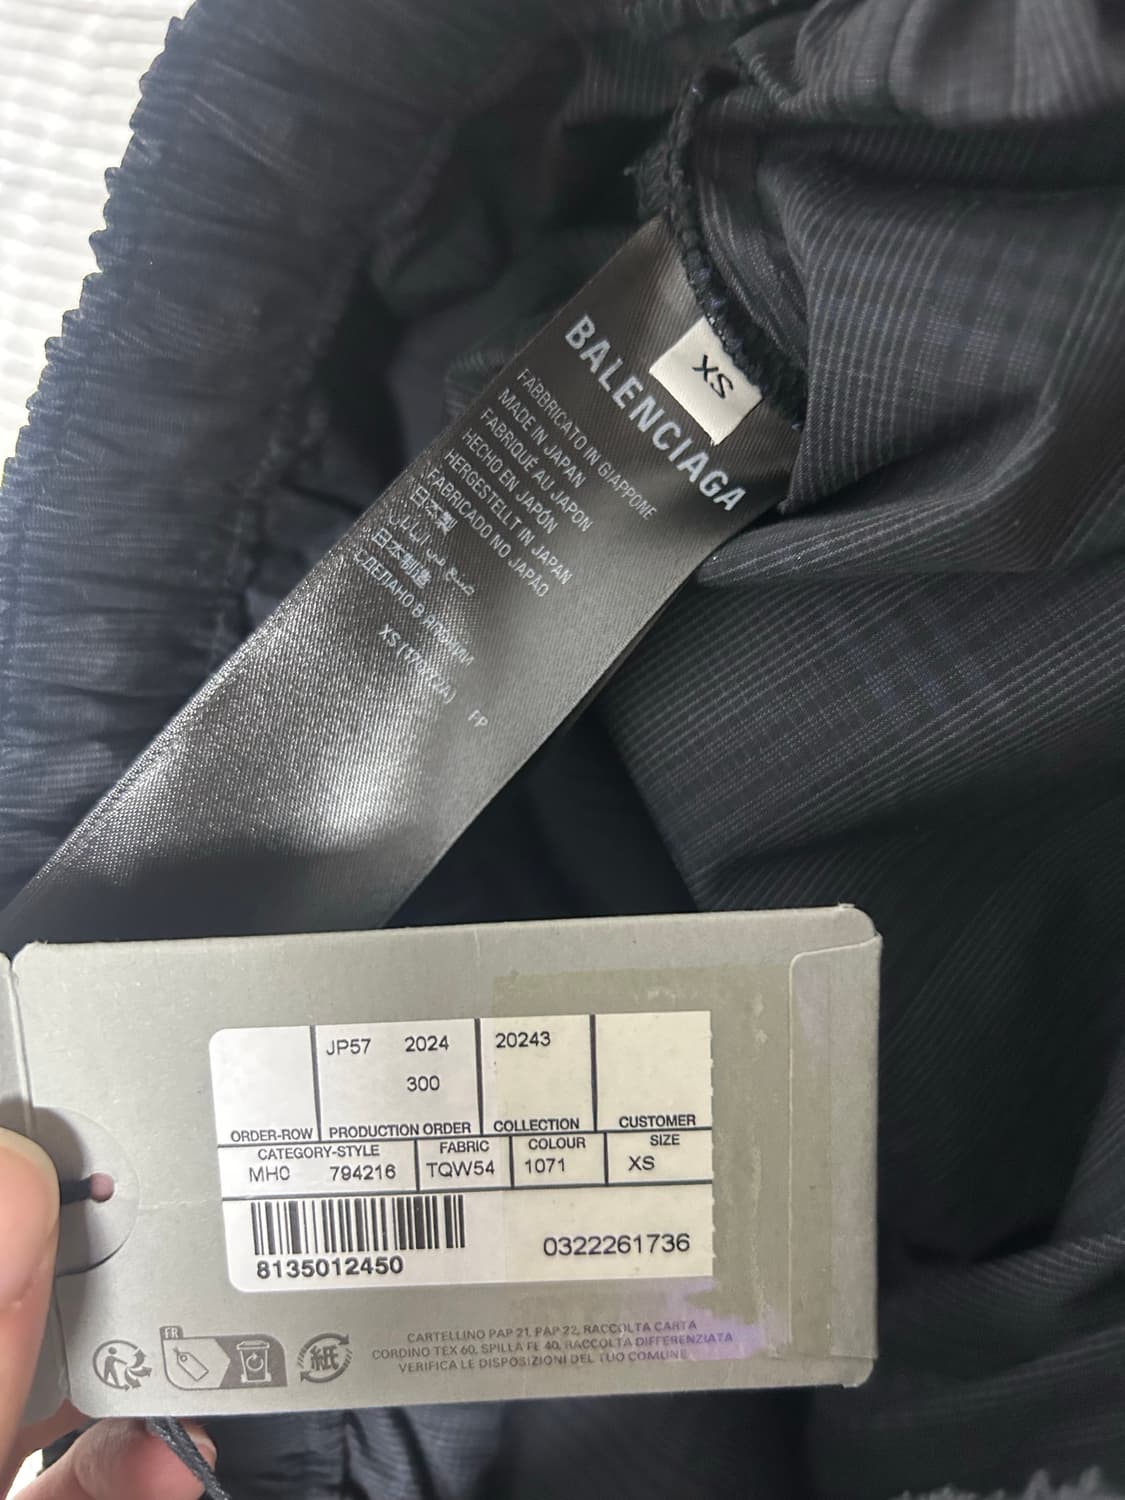 XS
BALENCIAGA
FABBRICATO IN GIAPPONE
MADE IN JAPAN
FABRIQUÉ AU JAPON
HECHO EN JAPÓN
HERGESTELLT IN JAPAN
FABRICADO NO JAPÃO
日本製
صنع في اليابان
日本制造
СДЕЛАНО В ЯПОНИИ
FP
JP57 2024 20243
300
ORDER-ROW PRODUCTION ORDER COLLECTION CUSTOMER
CATEGORY-STYLE FABRIC COLOUR SIZE
MHC 794216 TQW54 1071 XS
8135012450 0322261736
FR
紙
CARTELLINO PAP 21, PAP 22, RACCOLTA CARTA
CORDINO TEX 60, SPILLA FE 40, RACCOLTA DIFFERENZIATA
VERIFICA LE DISPOSIZIONI DEL TUO COMUNE